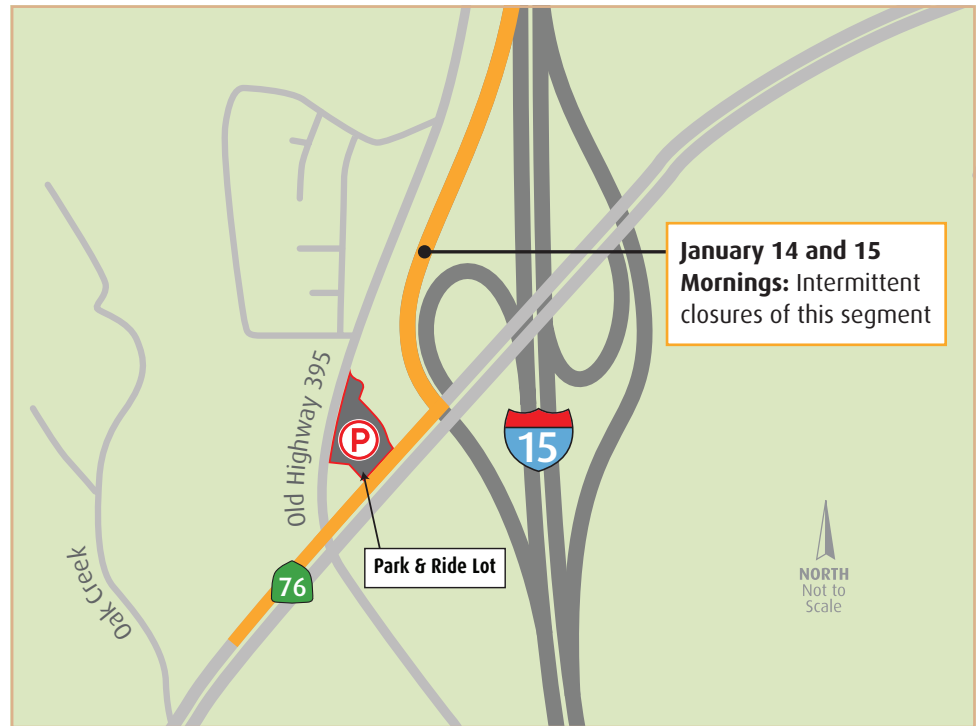 January 14 and 15
Mornings: Intermittent
closures of this segment
Old Highway 395
P
15
Park & Ride Lot
76
Oak Creek
NORTH
Not to
Scale